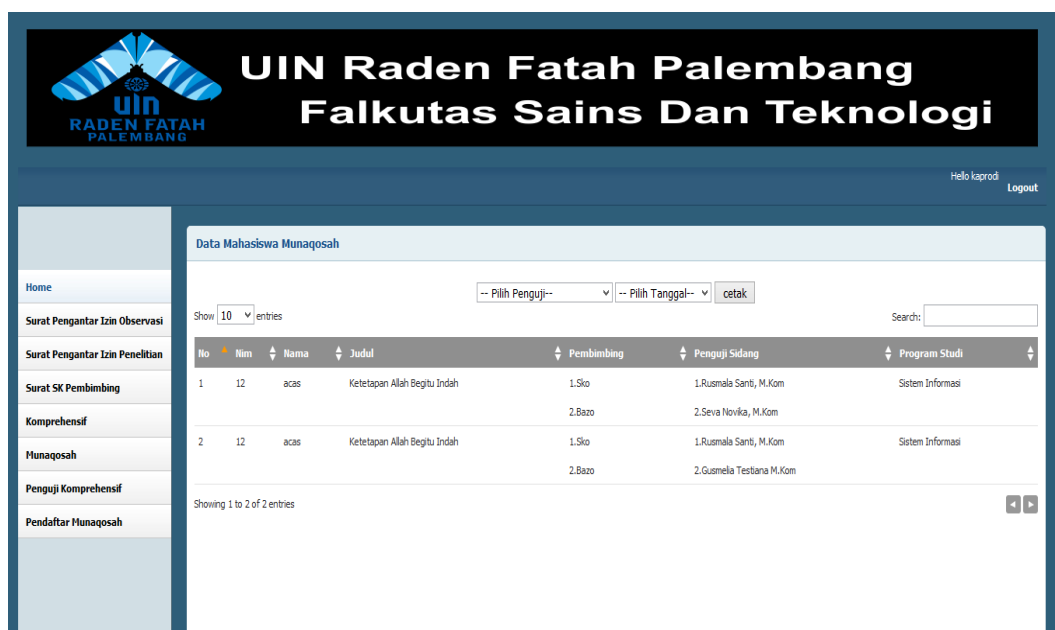 UIN Raden Fatah Palembang
Falkutas Sains Dan Teknologi
uin
RADEN FATAH
PALEMBANG
Hello kaprodi
Logout
Data Mahasiswa Munaqosah
Home
Surat Pengantar Izin Observasi
Surat Pengantar Izin Penelitian
Surat SK Pembimbing
Komprehensif
Munaqosah
Penguji Komprehensif
Pendaftar Munaqosah
-- Pilih Penguji-- -- Pilih Tanggal-- cetak
Show 10 entries Search:
No Nim Nama Judul Pembimbing Penguji Sidang Program Studi
1 12 acas Ketetapan Allah Begitu Indah 1.Sko 1.Rusmala Santi, M.Kom Sistem Informasi
2.Bazo 2.Seva Novika, M.Kom
2 12 acas Ketetapan Allah Begitu Indah 1.Sko 1.Rusmala Santi, M.Kom Sistem Informasi
2.Bazo 2.Gusmelia Testiana M.Kom
Showing 1 to 2 of 2 entries